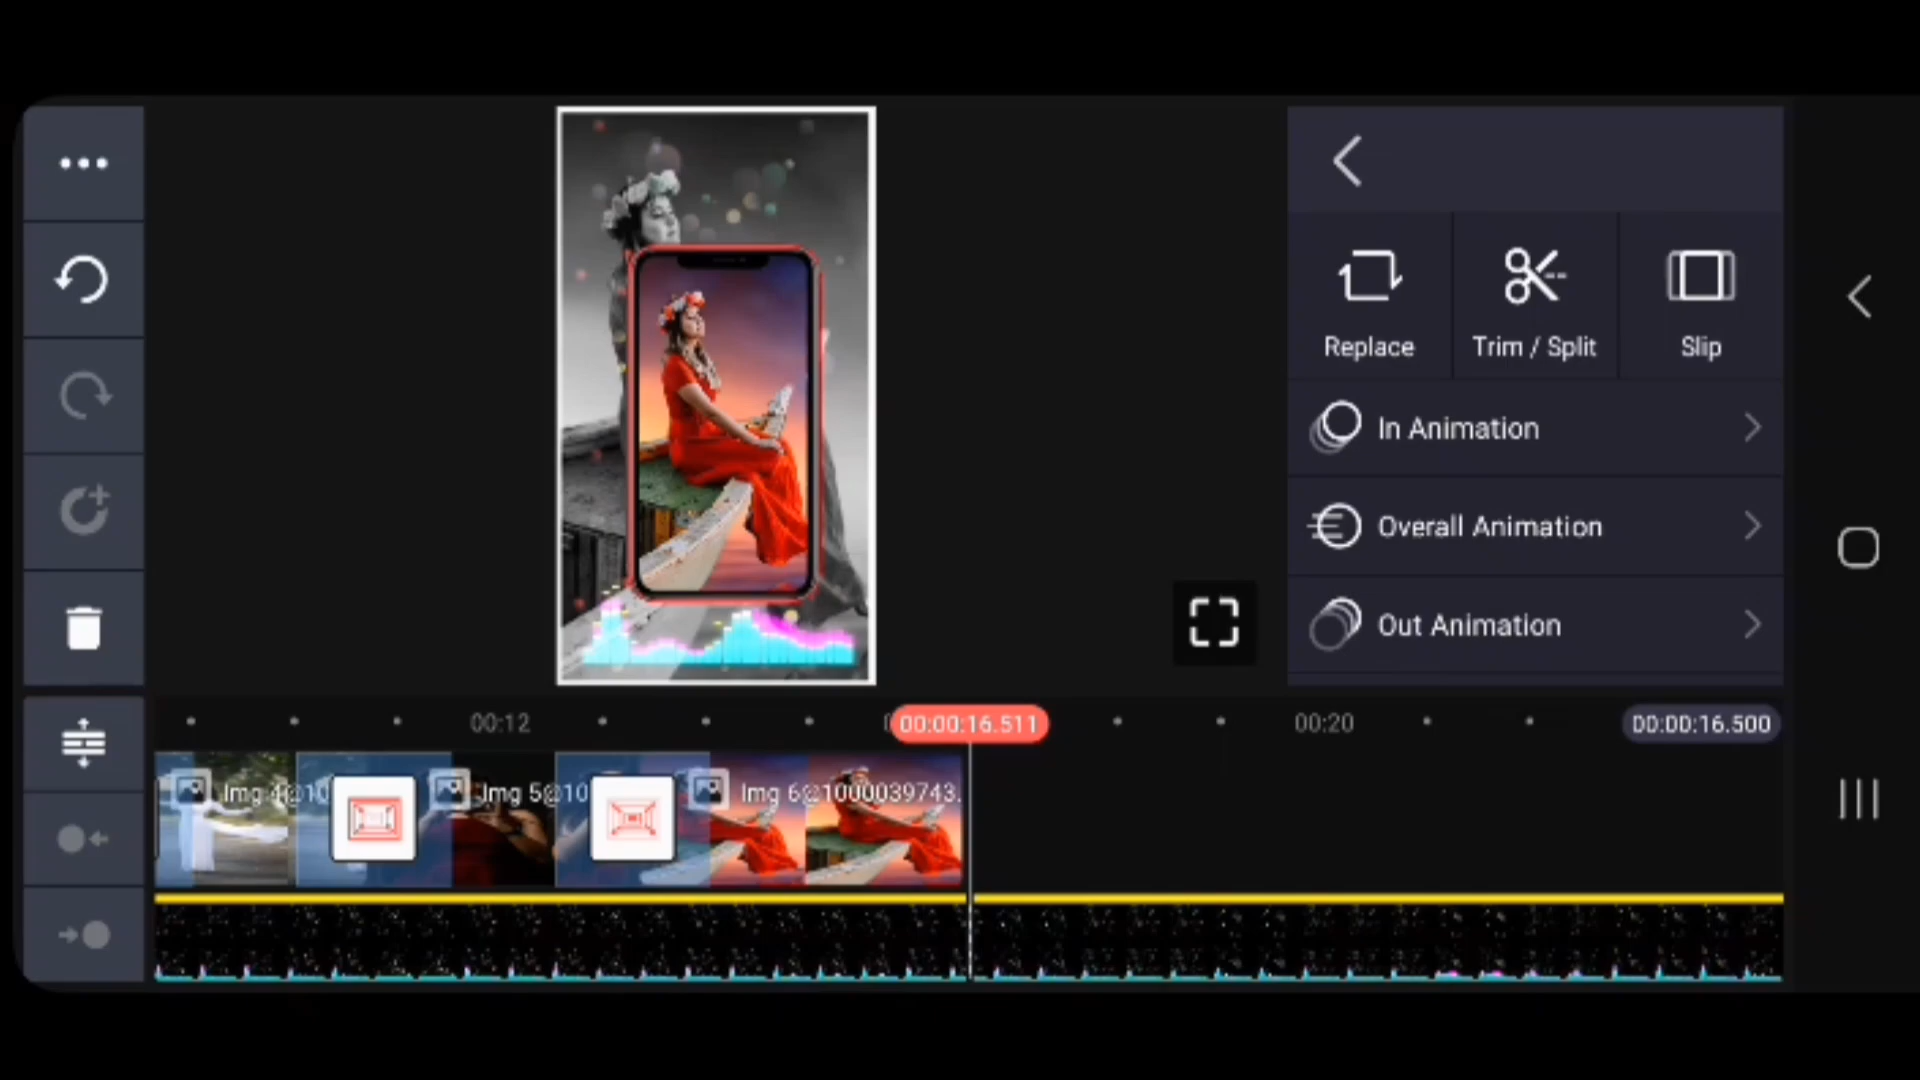 Replace
Trim / Split
Slip
In Animation
Overall Animation
Out Animation
00:12
00:00:16.511
00:20
00:00:16.500
Img 4@10
Img 5@10
Img 6@1000039743.